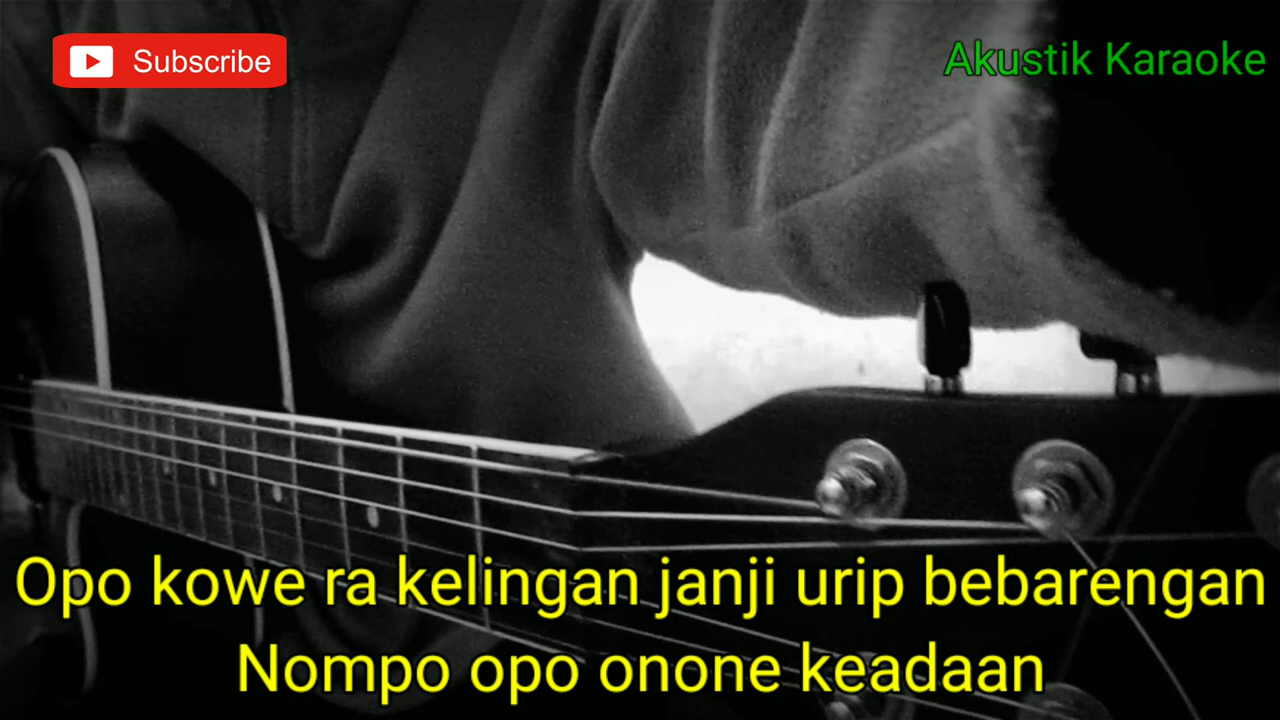 Subscribe
Akustik Karaoke
Opo kowe ra kelingan janji urip bebarengan
Nompo opo onone keadaan